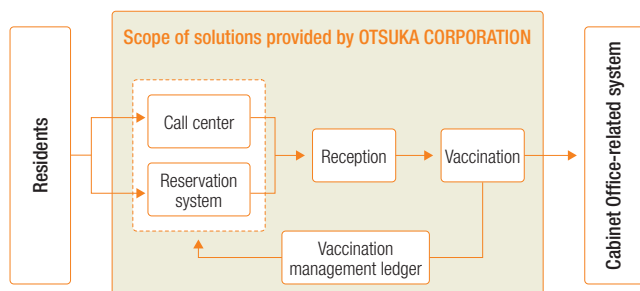 Scope of solutions provided by OTSUKA CORPORATION
Residents
Call center
Reservation
system
Reception
Vaccination
Vaccination
management ledger
Cabinet Office-related system